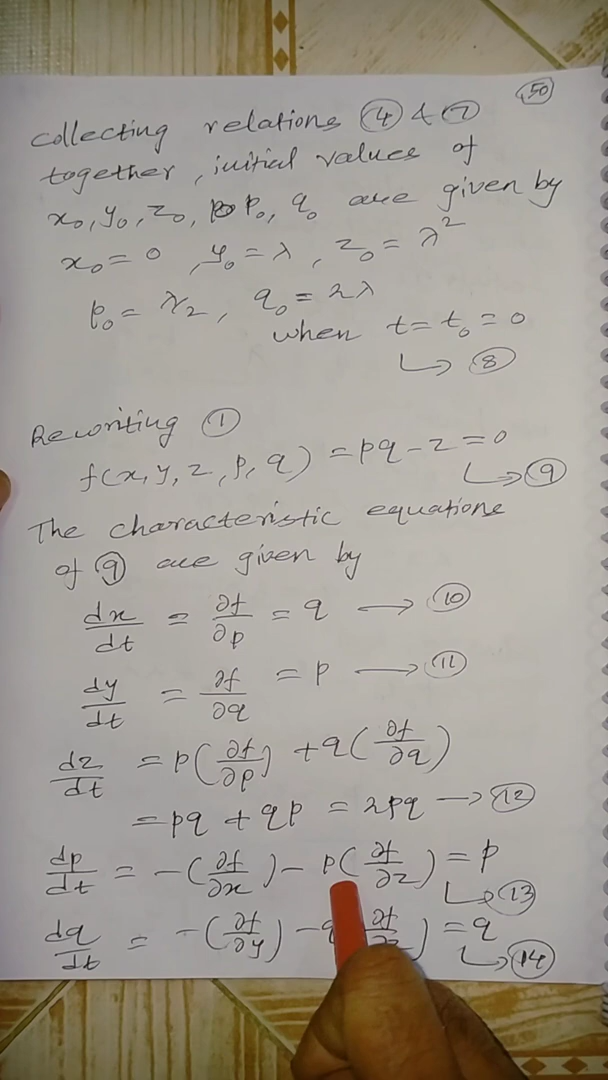 50
Collecting relations ④ & ⑦
together, initial values of
x₀, y₀, z₀, p₀, q₀ are given by
x₀ = 0, y₀ = λ, z₀ = λ²
p₀ = λ/2, q₀ = 2λ
when t = t₀ = 0
↳ ⑧
Rewriting ①
f(x, y, z, p, q) = pq - z = 0
↳ ⑨
The characteristic equations
of ⑨ are given by
dx/dt = ∂f/∂p = q → ⑩
dy/dt = ∂f/∂q = p → ⑪
dz/dt = p(∂f/∂p) + q(∂f/∂q)
= pq + qp = 2pq → ⑫
dp/dt = -(∂f/∂x) - p(∂f/∂z) = p
↳ ⑬
dq/dt = -(∂f/∂y) - q(∂f/ ) = q
↳ ⑭